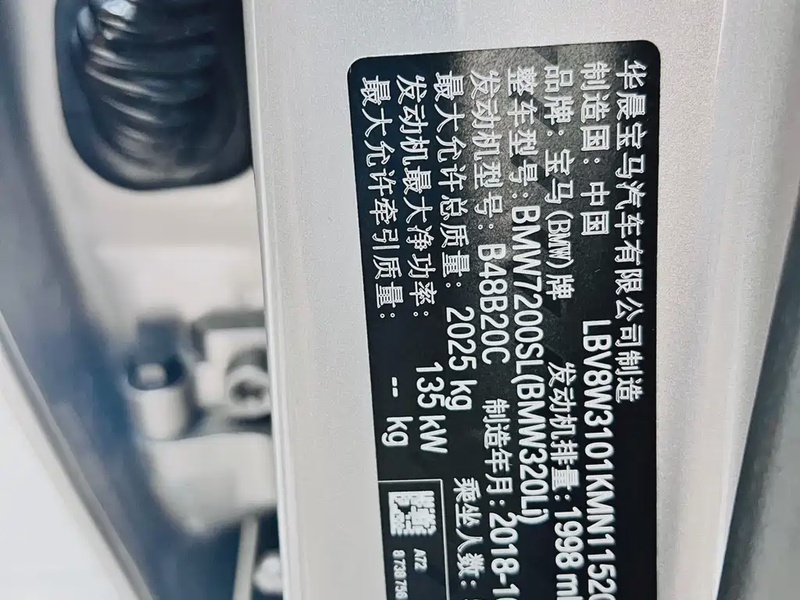 华晨宝马汽车有限公司制造
制造国：中国 LBV8W3101KMN1152
品牌：宝马(BMW)牌 发动机排量：1998 ml
整车型号：BMW7200SL(BMW320Li)
发动机型号：B48B20C 制造年月：2018-1
最大允许总质量：2025 kg 乘坐人数：
发动机最大净功率：135 kW
最大允许牵引质量：-- kg
A72